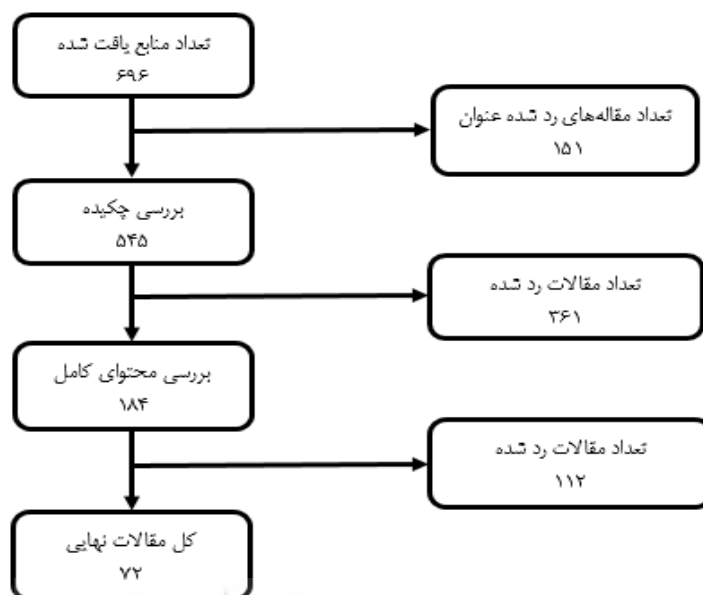 تعداد منابع یافت شده
۶۹۶
تعداد مقاله‌های رد شده عنوان
۱۵۱
بررسی چکیده
۵۴۵
تعداد مقالات رد شده
۳۶۱
بررسی محتوای کامل
۱۸۴
تعداد مقالات رد شده
۱۱۲
کل مقالات نهایی
۷۲